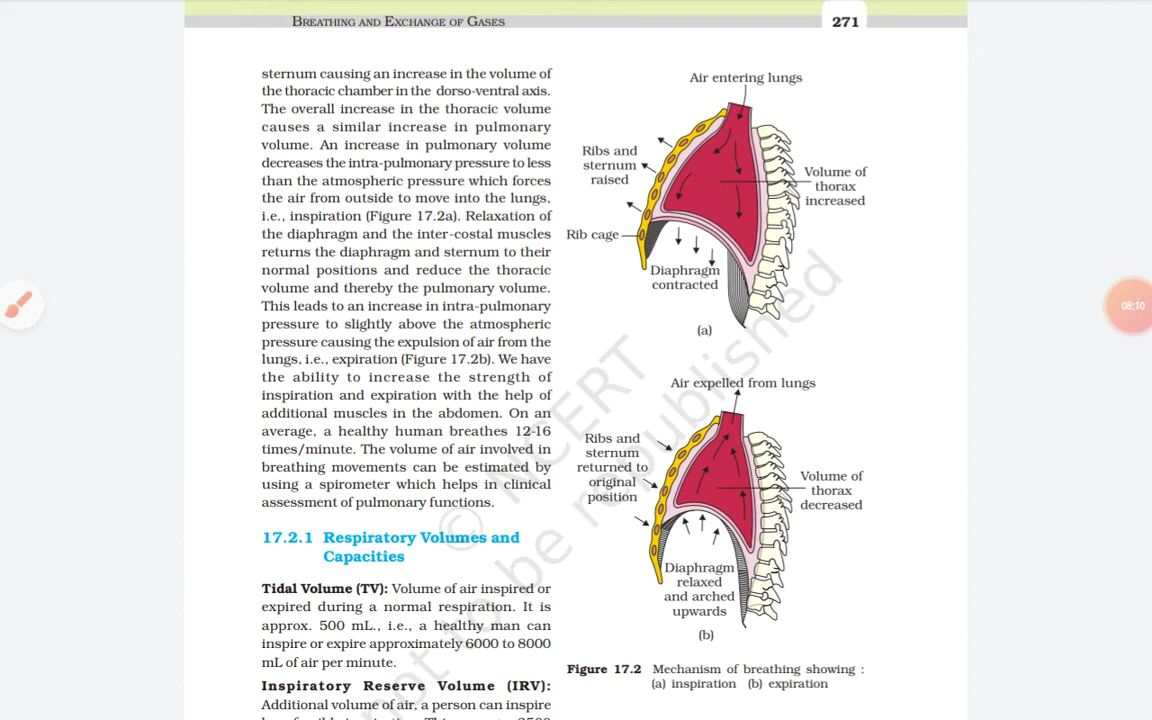 BREATHING AND EXCHANGE OF GASES
271
sternum causing an increase in the volume of
the thoracic chamber in the dorso-ventral axis.
The overall increase in the thoracic volume
causes a similar increase in pulmonary
volume. An increase in pulmonary volume
decreases the intra-pulmonary pressure to less
than the atmospheric pressure which forces
the air from outside to move into the lungs,
i.e., inspiration (Figure 17.2a). Relaxation of
the diaphragm and the inter-costal muscles
returns the diaphragm and sternum to their
normal positions and reduce the thoracic
volume and thereby the pulmonary volume.
This leads to an increase in intra-pulmonary
pressure to slightly above the atmospheric
pressure causing the expulsion of air from the
lungs, i.e., expiration (Figure 17.2b). We have
the ability to increase the strength of
inspiration and expiration with the help of
additional muscles in the abdomen. On an
average, a healthy human breathes 12-16
times/minute. The volume of air involved in
breathing movements can be estimated by
using a spirometer which helps in clinical
assessment of pulmonary functions.
17.2.1 Respiratory Volumes and
Capacities
Tidal Volume (TV): Volume of air inspired or
expired during a normal respiration. It is
approx. 500 mL., i.e., a healthy man can
inspire or expire approximately 6000 to 8000
mL of air per minute.
Inspiratory Reserve Volume (IRV):
Additional volume of air, a person can inspire
Air entering lungs
Ribs and
sternum
raised
Volume of
thorax
increased
Rib cage
Diaphragm
contracted
(a)
Air expelled from lungs
Ribs and
sternum
returned to
original
position
Volume of
thorax
decreased
Diaphragm
relaxed
and arched
upwards
(b)
Figure 17.2 Mechanism of breathing showing :
(a) inspiration (b) expiration
© NCERT
not to be republished
08:10